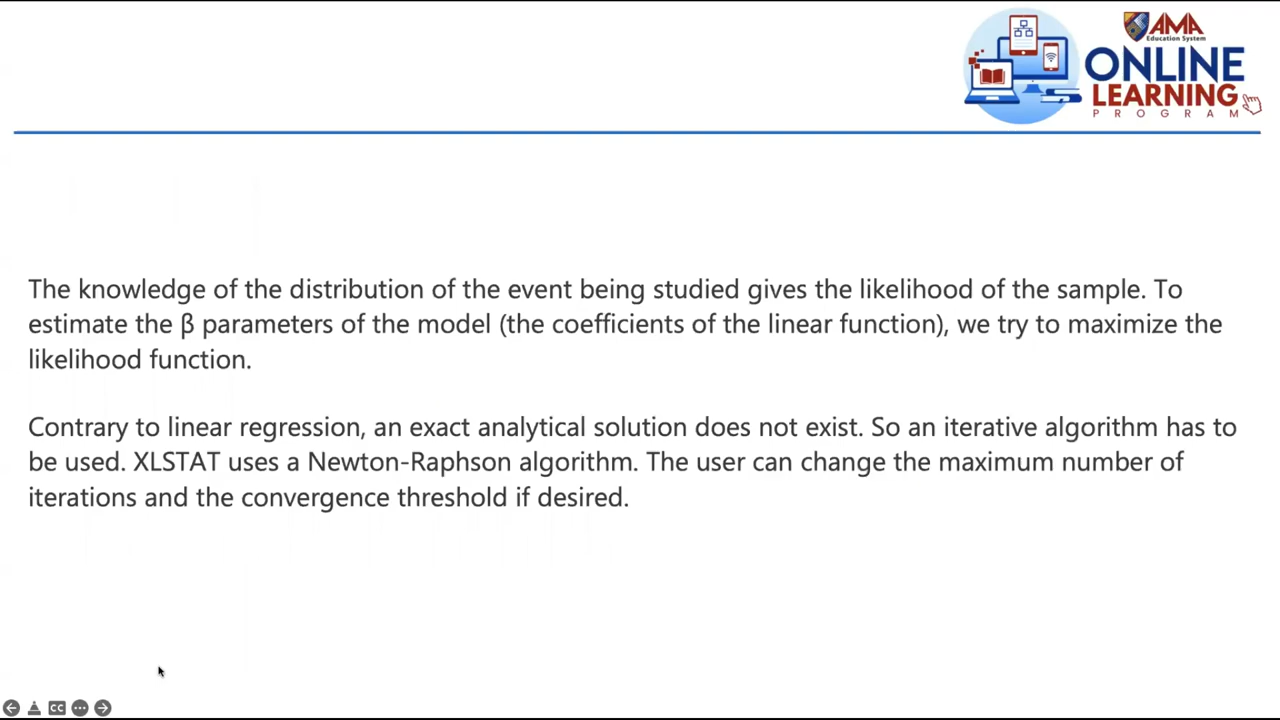 AMA
Education System
ONLINE
LEARNING
PROGRAM
The knowledge of the distribution of the event being studied gives the likelihood of the sample. To
estimate the β parameters of the model (the coefficients of the linear function), we try to maximize the
likelihood function.
Contrary to linear regression, an exact analytical solution does not exist. So an iterative algorithm has to
be used. XLSTAT uses a Newton-Raphson algorithm. The user can change the maximum number of
iterations and the convergence threshold if desired.
CC